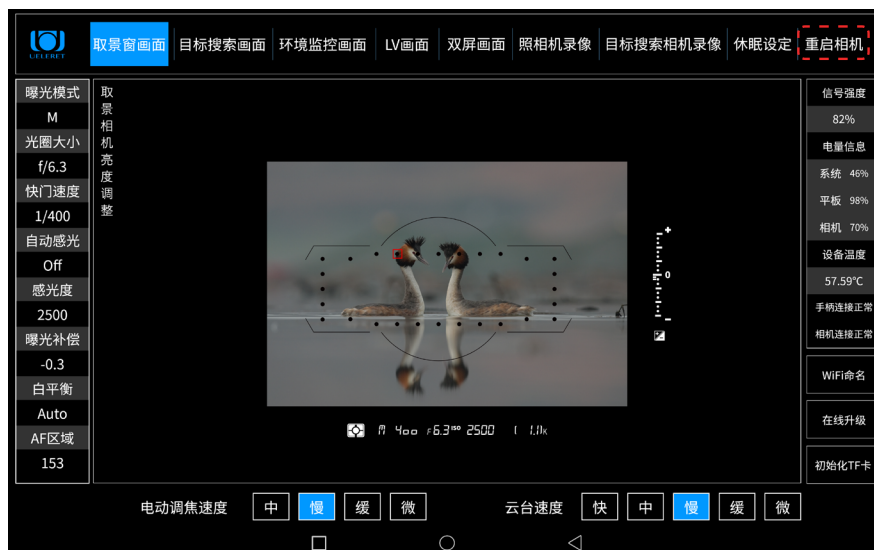 LIELERET
取景窗画面
目标搜索画面
环境监控画面
LV画面
双屏画面
照相机录像
目标搜索相机录像
休眠设定
重启相机
曝光模式
M
光圈大小
f/6.3
快门速度
1/400
自动感光
Off
感光度
2500
曝光补偿
-0.3
白平衡
Auto
AF区域
153
取景相机亮度调整
+
0
-
M 400 F6.3 ISO 2500 [ 1.1]K
信号强度
82%
电量信息
系统 46%
平板 98%
相机 70%
设备温度
57.59°C
手柄连接正常
相机连接正常
WiFi命名
在线升级
初始化TF卡
电动调焦速度 中 慢 缓 微
云台速度 快 中 慢 缓 微